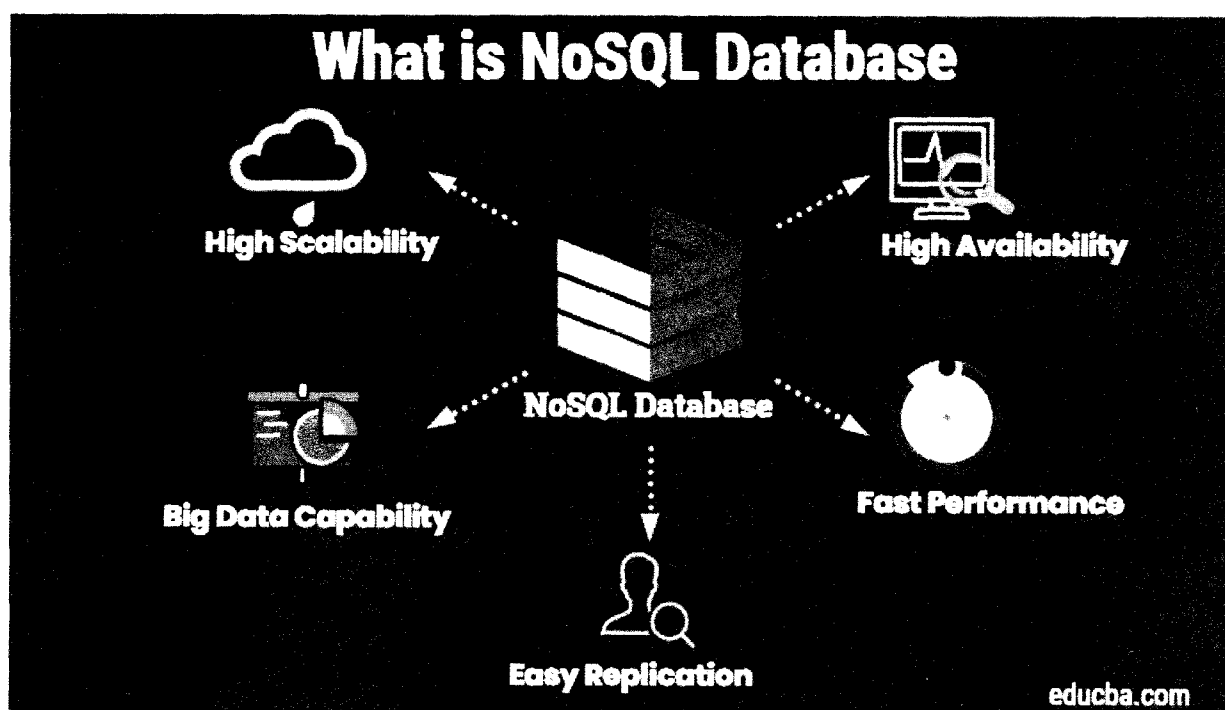 What is NoSQL Database
High Scalability
High Availability
NoSQL Database
Big Data Capability
Fast Performance
Easy Replication
educba.com